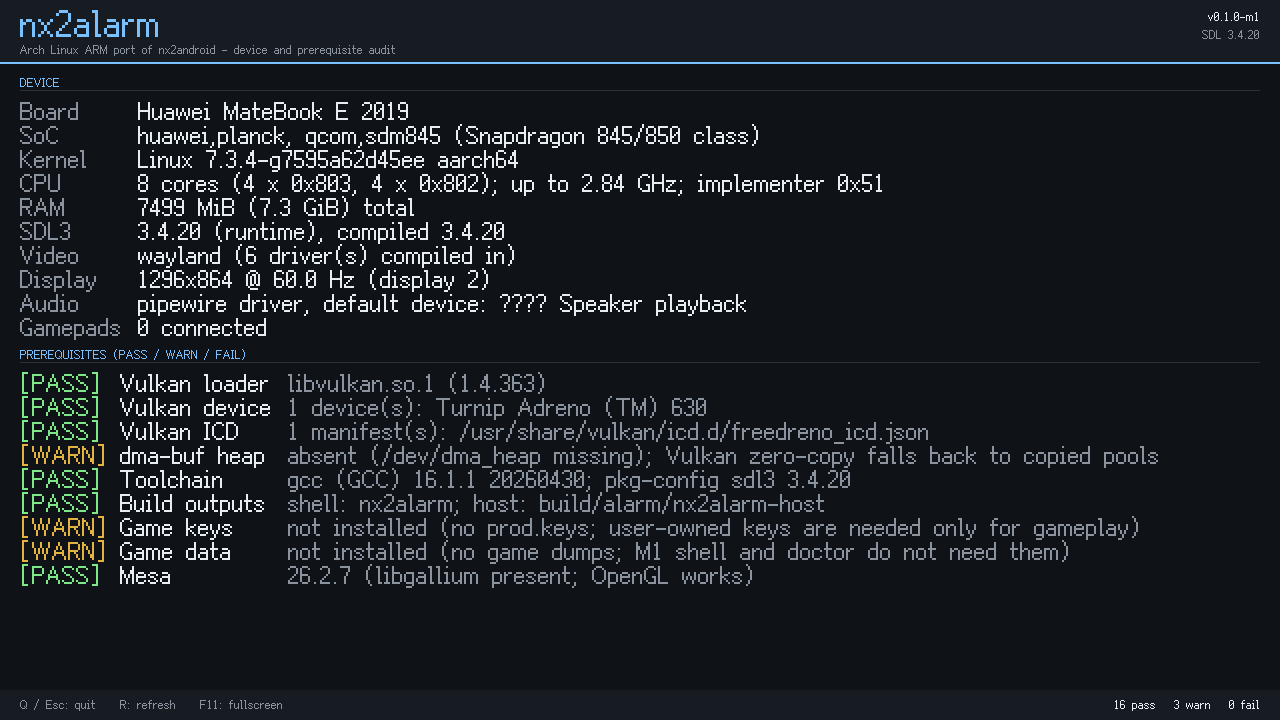 nx2alarm
v0.1.0-m1
Arch Linux ARM port of nx2android - device and prerequisite audit
SDL 3.4.20
DEVICE
Board Huawei MateBook E 2019
SoC huawei,planck, qcom,sdm845 (Snapdragon 845/850 class)
Kernel Linux 7.3.4-g7595a62d45ee aarch64
CPU 8 cores (4 x 0x803, 4 x 0x802); up to 2.84 GHz; implementer 0x51
RAM 7499 MiB (7.3 GiB) total
SDL3 3.4.20 (runtime), compiled 3.4.20
Video wayland (6 driver(s) compiled in)
Display 1296x864 @ 60.0 Hz (display 2)
Audio pipewire driver, default device: ???? Speaker playback
Gamepads 0 connected
PREREQUISITES (PASS / WARN / FAIL)
[PASS] Vulkan loader libvulkan.so.1 (1.4.363)
[PASS] Vulkan device 1 device(s): Turnip Adreno (TM) 630
[PASS] Vulkan ICD 1 manifest(s): /usr/share/vulkan/icd.d/freedreno_icd.json
[WARN] dma-buf heap absent (/dev/dma_heap missing); Vulkan zero-copy falls back to copied pools
[PASS] Toolchain gcc (GCC) 16.1.1 20260430; pkg-config sdl3 3.4.20
[PASS] Build outputs shell: nx2alarm; host: build/alarm/nx2alarm-host
[WARN] Game keys not installed (no prod.keys; user-owned keys are needed only for gameplay)
[WARN] Game data not installed (no game dumps; M1 shell and doctor do not need them)
[PASS] Mesa 26.2.7 (libgallium present; OpenGL works)
Q / Esc: quit R: refresh F11: fullscreen 16 pass 3 warn 0 fail